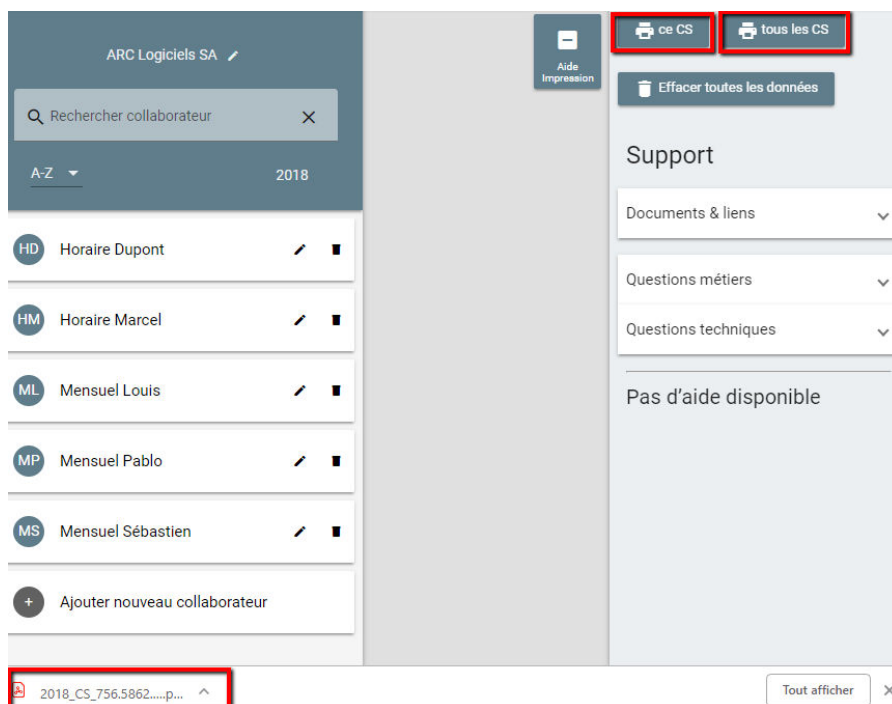 ARC Logiciels SA
Rechercher collaborateur
A-Z
2018
HD Horaire Dupont
HM Horaire Marcel
ML Mensuel Louis
MP Mensuel Pablo
MS Mensuel Sébastien
+ Ajouter nouveau collaborateur
Aide
Impression
ce CS
tous les CS
Effacer toutes les données
Support
Documents & liens
Questions métiers
Questions techniques
Pas d'aide disponible
2018_CS_756.5862.....p...
Tout afficher